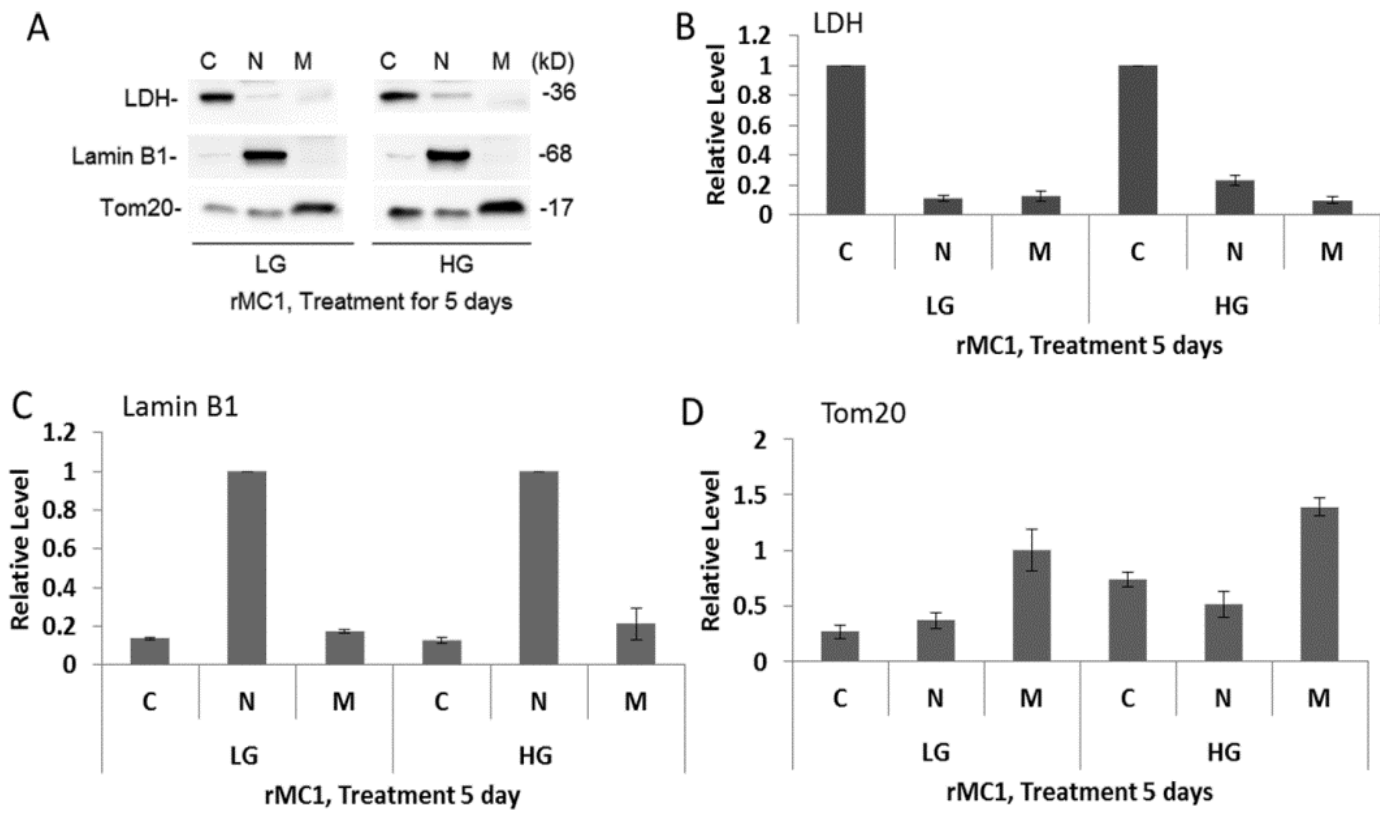 A
C N M C N M (kD)
LDH- -36
Lamin B1- -68
Tom20- -17
LG HG
rMC1, Treatment for 5 days
B LDH
Relative Level
1.2
1
0.8
0.6
0.4
0.2
0
C N M C N M
LG HG
rMC1, Treatment 5 days
C Lamin B1
Relative Level
1.2
1
0.8
0.6
0.4
0.2
0
C N M C N M
LG HG
rMC1, Treatment 5 day
D Tom20
Relative Level
2
1.5
1
0.5
0
C N M C N M
LG HG
rMC1, Treatment 5 days